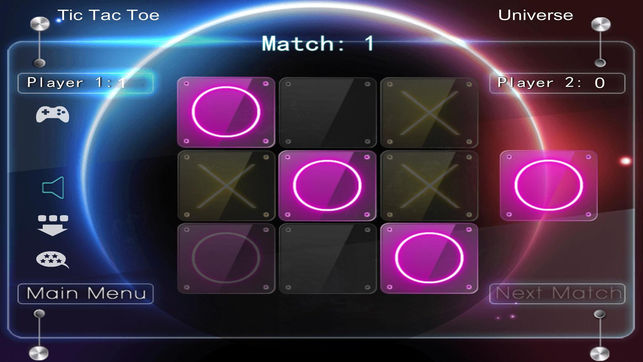 Tic Tac Toe
Universe
Match: 1
Player 1: 1
Player 2: 0
Main Menu
Next Match